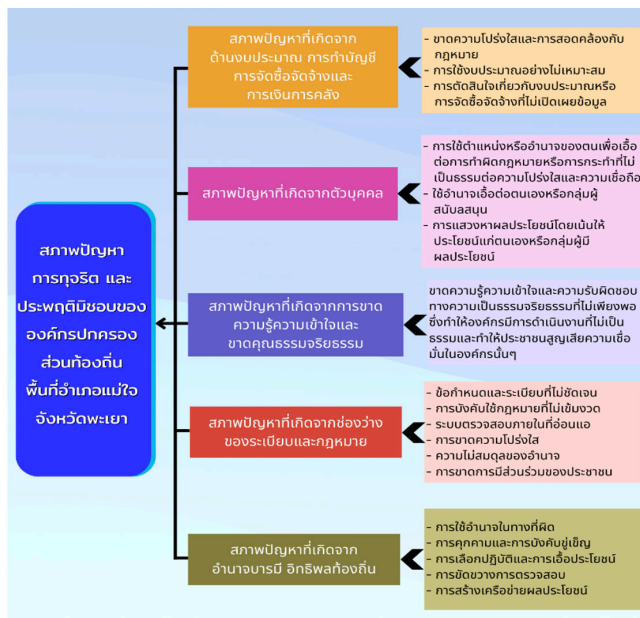 สภาพปัญหา
การทุจริต และ
ประพฤติมิชอบของ
องค์กรปกครอง
ส่วนท้องถิ่น
พื้นที่อำเภอแม่ใจ
จังหวัดพะเยา
สภาพปัญหาที่เกิดจาก
ด้านงบประมาณ การทำบัญชี
การจัดซื้อจัดจ้างและ
การเงินการคลัง
- ขาดความโปร่งใสและการสอดคล้องกับ
กฎหมาย
- การใช้งบประมาณอย่างไม่เหมาะสม
- การตัดสินใจเกี่ยวกับงบประมาณหรือ
การจัดซื้อจัดจ้างที่ไม่เปิดเผยข้อมูล
สภาพปัญหาที่เกิดจากตัวบุคคล
- การใช้ตำแหน่งหรืออำนาจของตนเพื่อเอื้อ
ต่อการทำผิดกฎหมายหรือการกระทำที่ไม่
เป็นธรรมต่อความโปร่งใสและความเชื่อถือ
- ใช้อำนาจเอื้อต่อตนเองหรือกลุ่มผู้
สนับสนุน
- การแสวงหาผลประโยชน์โดยเน้นให้
ประโยชน์แก่ตนเองหรือกลุ่มผู้มี
ผลประโยชน์
สภาพปัญหาที่เกิดจากการขาด
ความรู้ความเข้าใจและ
ขาดคุณธรรมจริยธรรม
ขาดความรู้ความเข้าใจและความรับผิดชอบ
ทางความเป็นธรรมจริยธรรมที่ไม่เพียงพอ
ซึ่งทำให้องค์กรมีการดำเนินงานที่ไม่เป็น
ธรรมและทำให้ประชาชนสูญเสียความเชื่อ
มั่นในองค์กรนั้นๆ
สภาพปัญหาที่เกิดจากช่องว่าง
ของระเบียบและกฎหมาย
- ข้อกำหนดและระเบียบที่ไม่ชัดเจน
- การบังคับใช้กฎหมายที่ไม่เข้มงวด
- ระบบตรวจสอบภายในที่อ่อนแอ
- การขาดความโปร่งใส
- ความไม่สมดุลของอำนาจ
- การขาดการมีส่วนร่วมของประชาชน
สภาพปัญหาที่เกิดจาก
อำนาจบารมี อิทธิพลท้องถิ่น
- การใช้อำนาจในทางที่ผิด
- การคุกคามและการบังคับขู่เข็ญ
- การเลือกปฏิบัติและการเอื้อประโยชน์
- การขัดขวางการตรวจสอบ
- การสร้างเครือข่ายผลประโยชน์